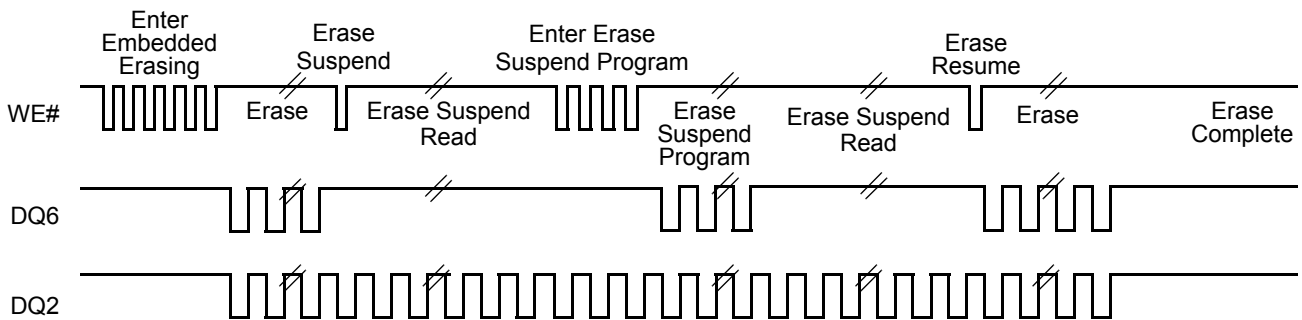 Enter
Embedded
Erasing
Erase
Suspend
Enter Erase
Suspend Program
Erase
Resume
WE#
Erase
Erase Suspend
Read
Erase
Suspend
Program
Erase Suspend
Read
Erase
Erase
Complete
DQ6
DQ2